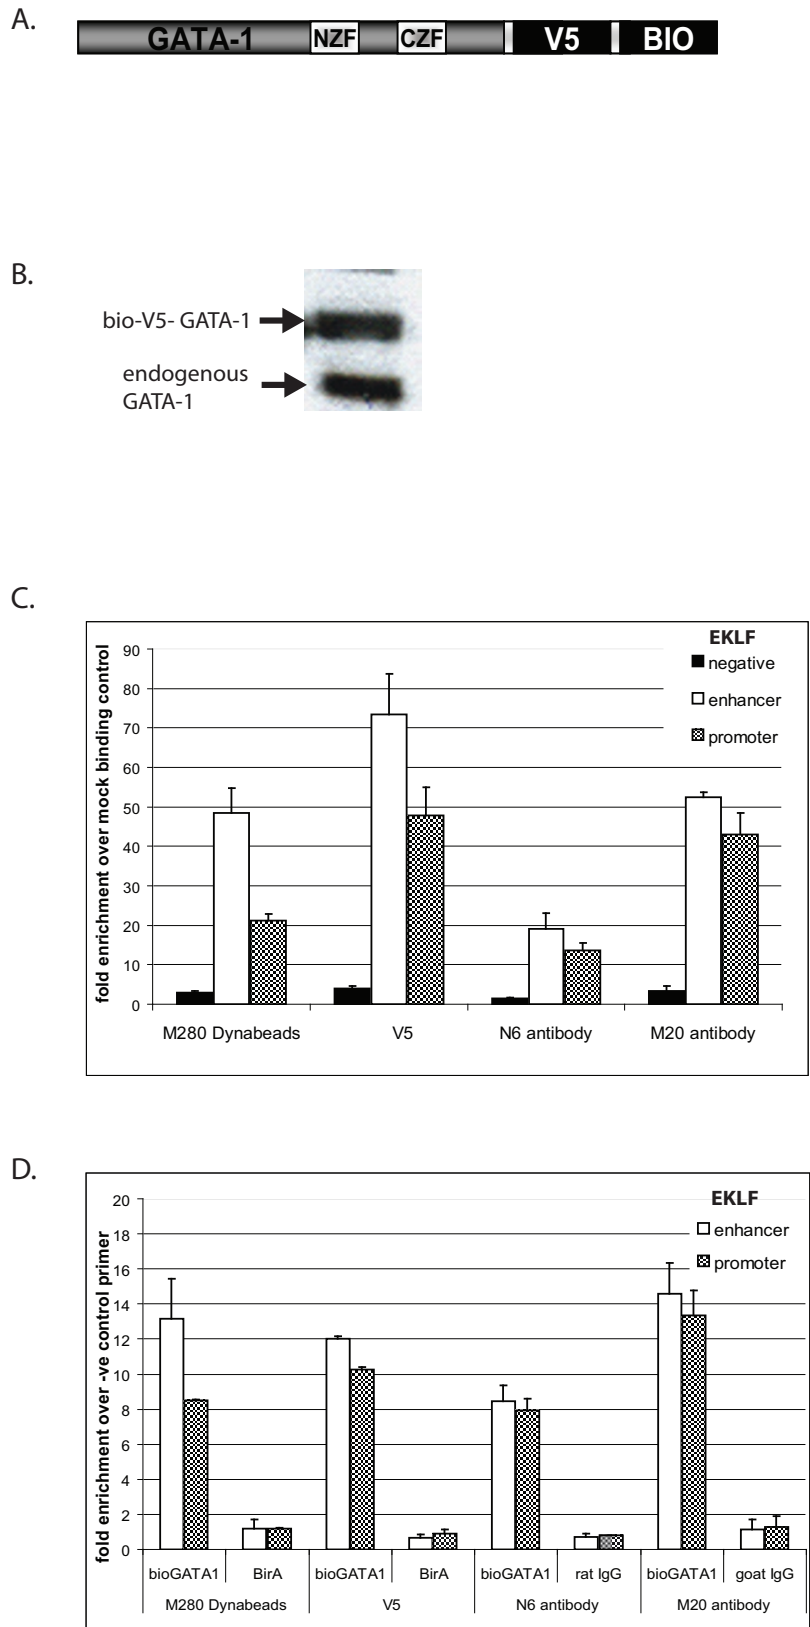 A.
GATA-1 NZF CZF V5 BIO
B.
bio-V5- GATA-1
endogenous
GATA-1
C.
fold enrichment over mock binding control
90
80
70
60
50
40
30
20
10
0
EKLF
negative
enhancer
promoter
M280 Dynabeads V5 N6 antibody M20 antibody
D.
fold enrichment over -ve control primer
20
18
16
14
12
10
8
6
4
2
0
EKLF
enhancer
promoter
bioGATA1 BirA bioGATA1 BirA bioGATA1 rat IgG bioGATA1 goat IgG
M280 Dynabeads V5 N6 antibody M20 antibody